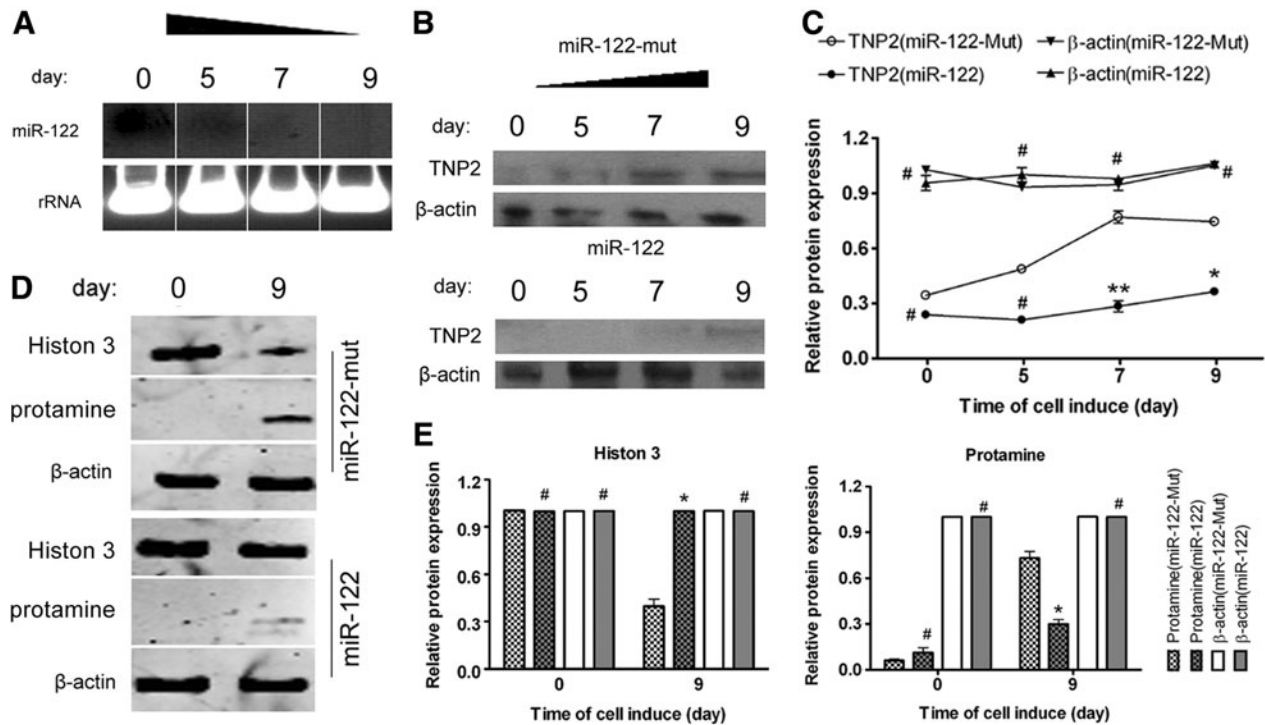 A
day: 0 5 7 9
miR-122
rRNA
B
miR-122-mut
day: 0 5 7 9
TNP2
β-actin
miR-122
day: 0 5 7 9
TNP2
β-actin
C
TNP2(miR-122-Mut) β-actin(miR-122-Mut)
TNP2(miR-122) β-actin(miR-122)
Relative protein expression
1.2
0.9
0.6
0.3
0.0
# # # #
# # ** *
0 5 7 9
Time of cell induce (day)
D
day: 0 9
Histon 3
protamine
β-actin
miR-122-mut
Histon 3
protamine
β-actin
miR-122
E
Histon 3
Relative protein expression
1.2
0.9
0.6
0.3
0.0
# # * #
0 9
Time of cell induce (day)
Protamine
Relative protein expression
1.2
0.9
0.6
0.3
0.0
# # * #
0 9
Time of cell induce (day)
Protamine(miR-122-Mut)
Protamine(miR-122)
β-actin(miR-122-Mut)
β-actin(miR-122)